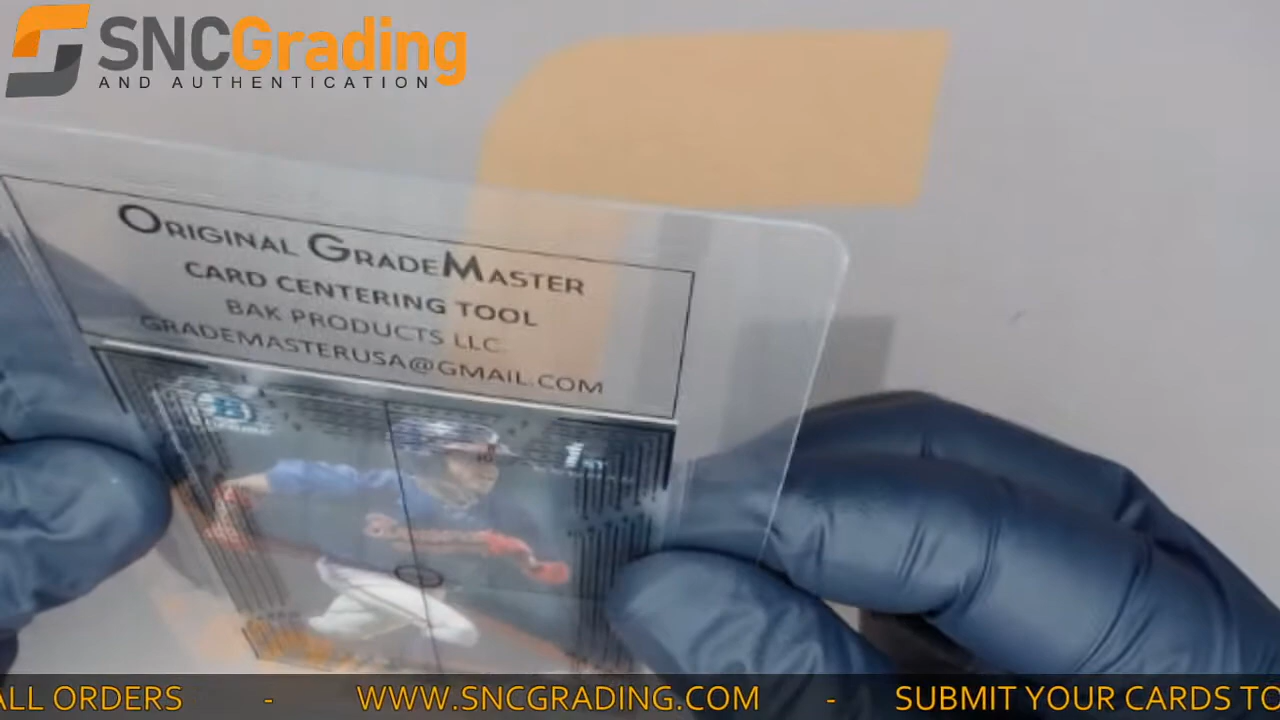 SNCGrading
AND AUTHENTICATION
ORIGINAL GRADEMASTER
CARD CENTERING TOOL
BAK PRODUCTS LLC
GRADEMASTERUSA@GMAIL.COM
1st
ALL ORDERS - WWW.SNCGRADING.COM - SUBMIT YOUR CARDS TO